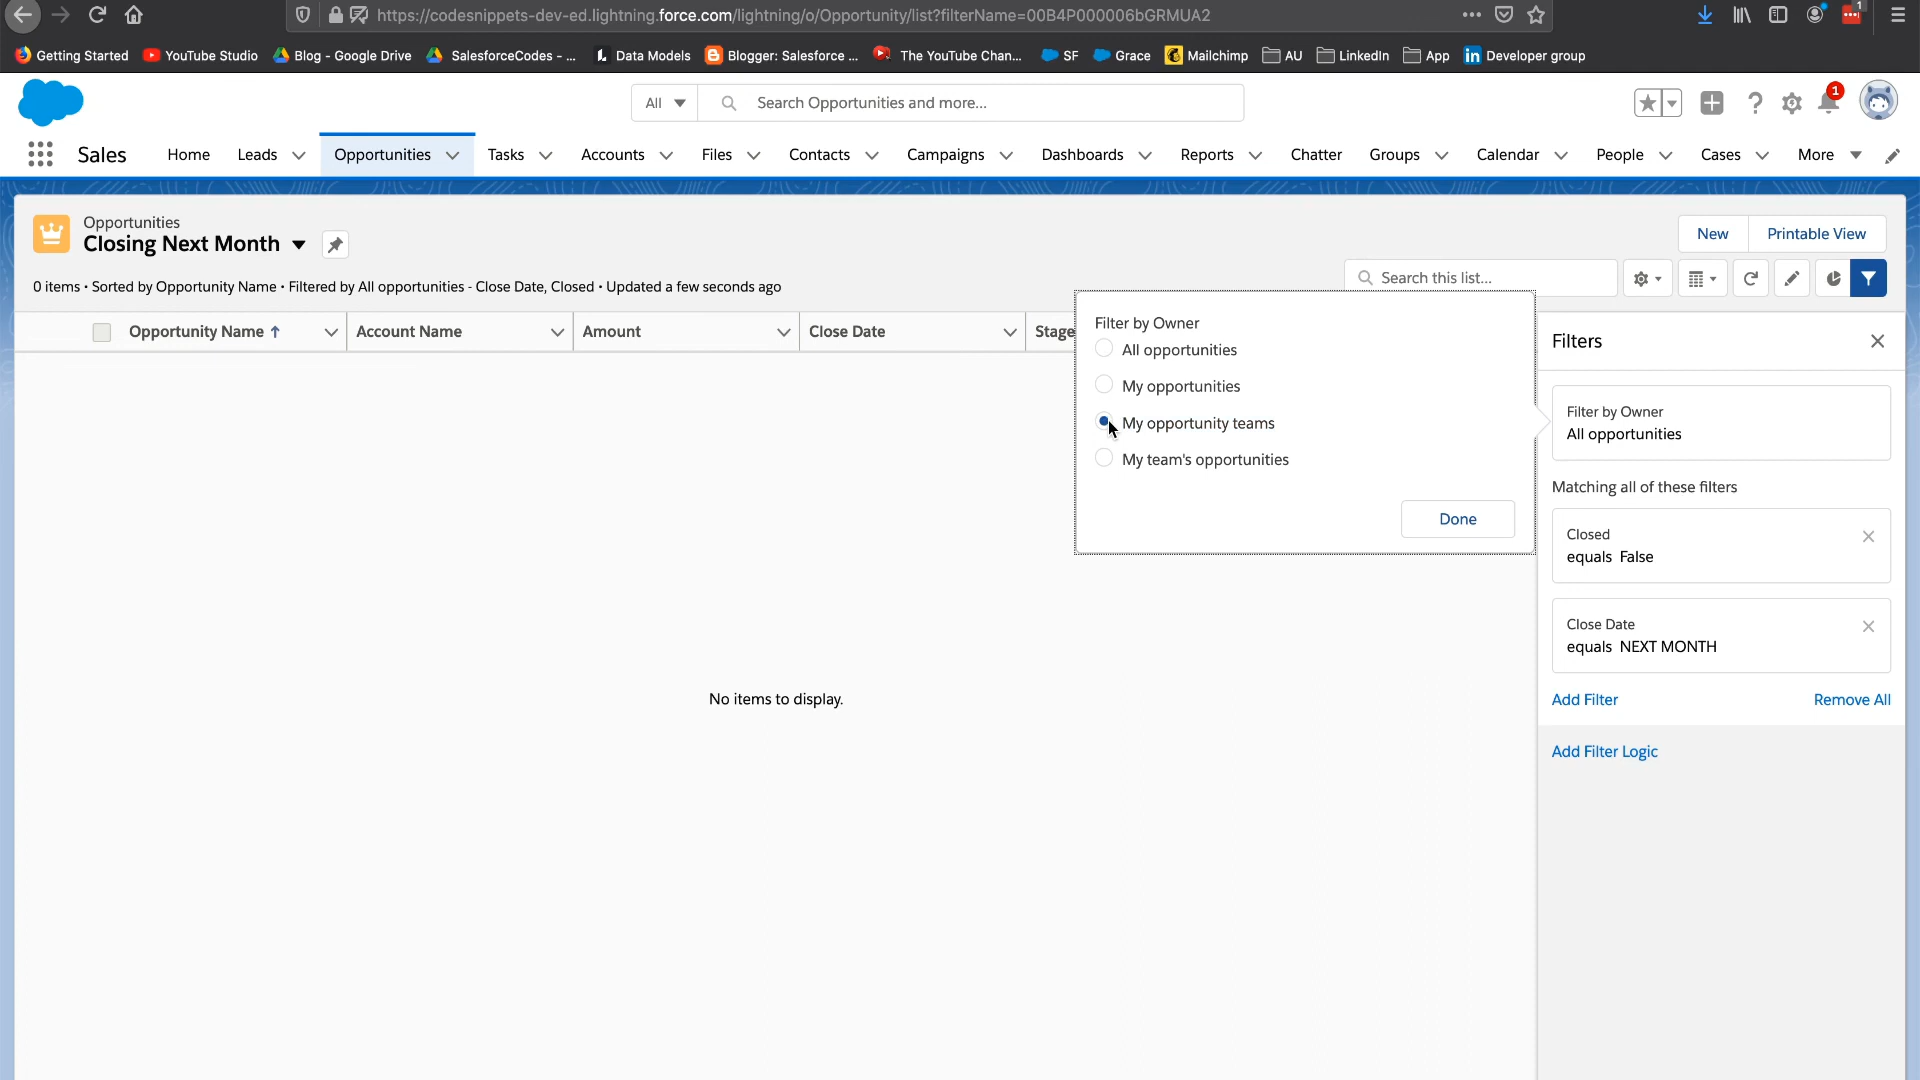 https://codesnippets-dev-ed.lightning.force.com/lightning/o/Opportunity/list?filterName=00B4P000006bGRMUA2
1
Getting Started YouTube Studio Blog - Google Drive SalesforceCodes - ... Data Models Blogger: Salesforce ... The YouTube Chan... SF Grace Mailchimp AU LinkedIn App Developer group
All Search Opportunities and more... 1
Sales Home Leads Opportunities Tasks Accounts Files Contacts Campaigns Dashboards Reports Chatter Groups Calendar People Cases More
Opportunities
Closing Next Month
New Printable View
0 items • Sorted by Opportunity Name • Filtered by All opportunities - Close Date, Closed • Updated a few seconds ago
Search this list...
Opportunity Name Account Name Amount Close Date Stage
Filter by Owner
All opportunities
My opportunities
My opportunity teams
My team's opportunities
Done
Filters
Filter by Owner
All opportunities
Matching all of these filters
Closed
equals False
Close Date
equals NEXT MONTH
Add Filter Remove All
Add Filter Logic
No items to display.